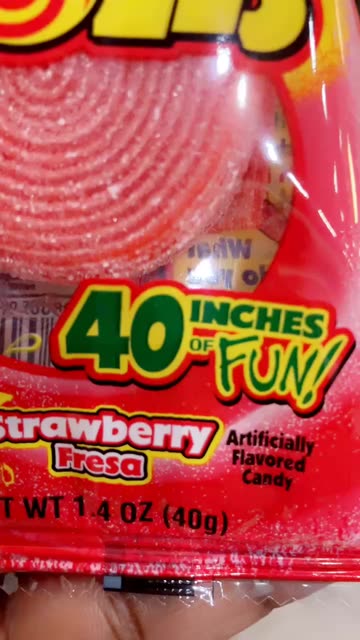 40 INCHES
OF FUN!
Strawberry
Fresa
Artificially
Flavored
Candy
T WT 1.4 OZ (40g)